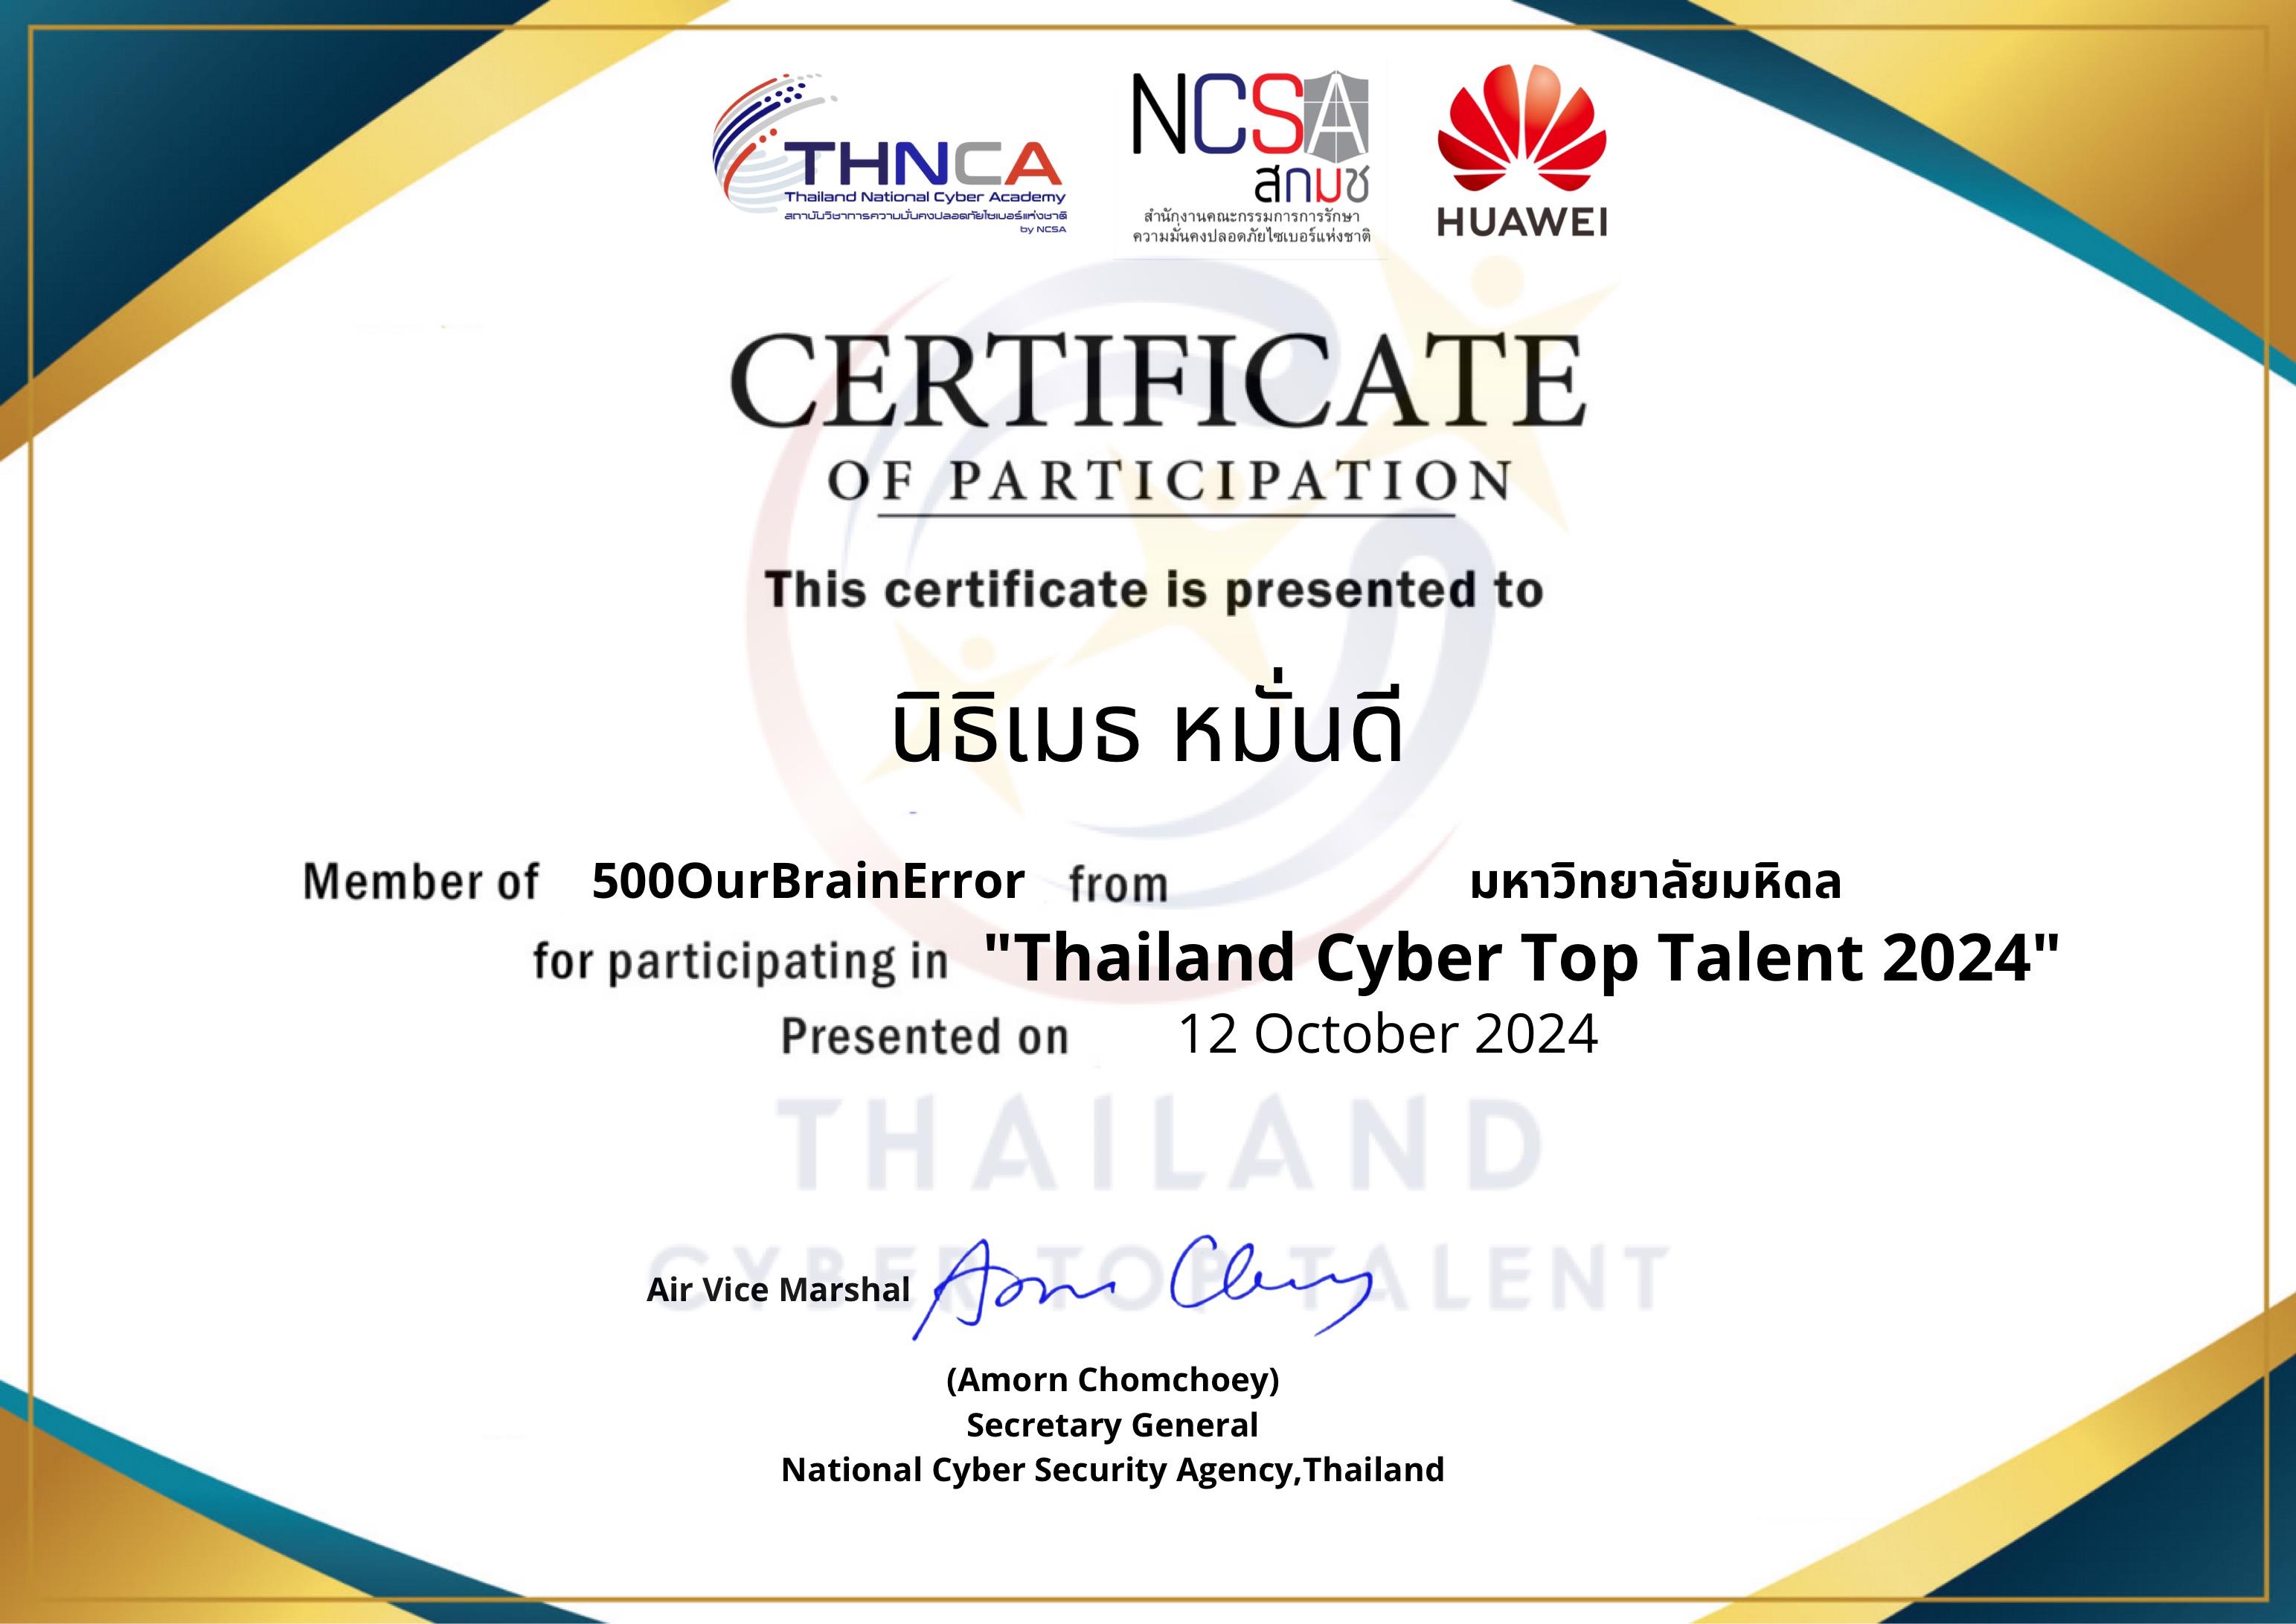 THNCA
Thailand National Cyber Academy
สถาบันวิชาการความมั่นคงปลอดภัยไซเบอร์แห่งชาติ
by NCSA
NCSA
สกมช
สำนักงานคณะกรรมการการรักษา
ความมั่นคงปลอดภัยไซเบอร์แห่งชาติ
HUAWEI
CERTIFICATE
OF PARTICIPATION
This certificate is presented to
นิธิเมธ หมั่นดี
Member of 500OurBrainError from มหาวิทยาลัยมหิดล
for participating in "Thailand Cyber Top Talent 2024"
Presented on 12 October 2024
THAILAND
CYBER TOP TALENT
Air Vice Marshal
(Amorn Chomchoey)
Secretary General
National Cyber Security Agency,Thailand